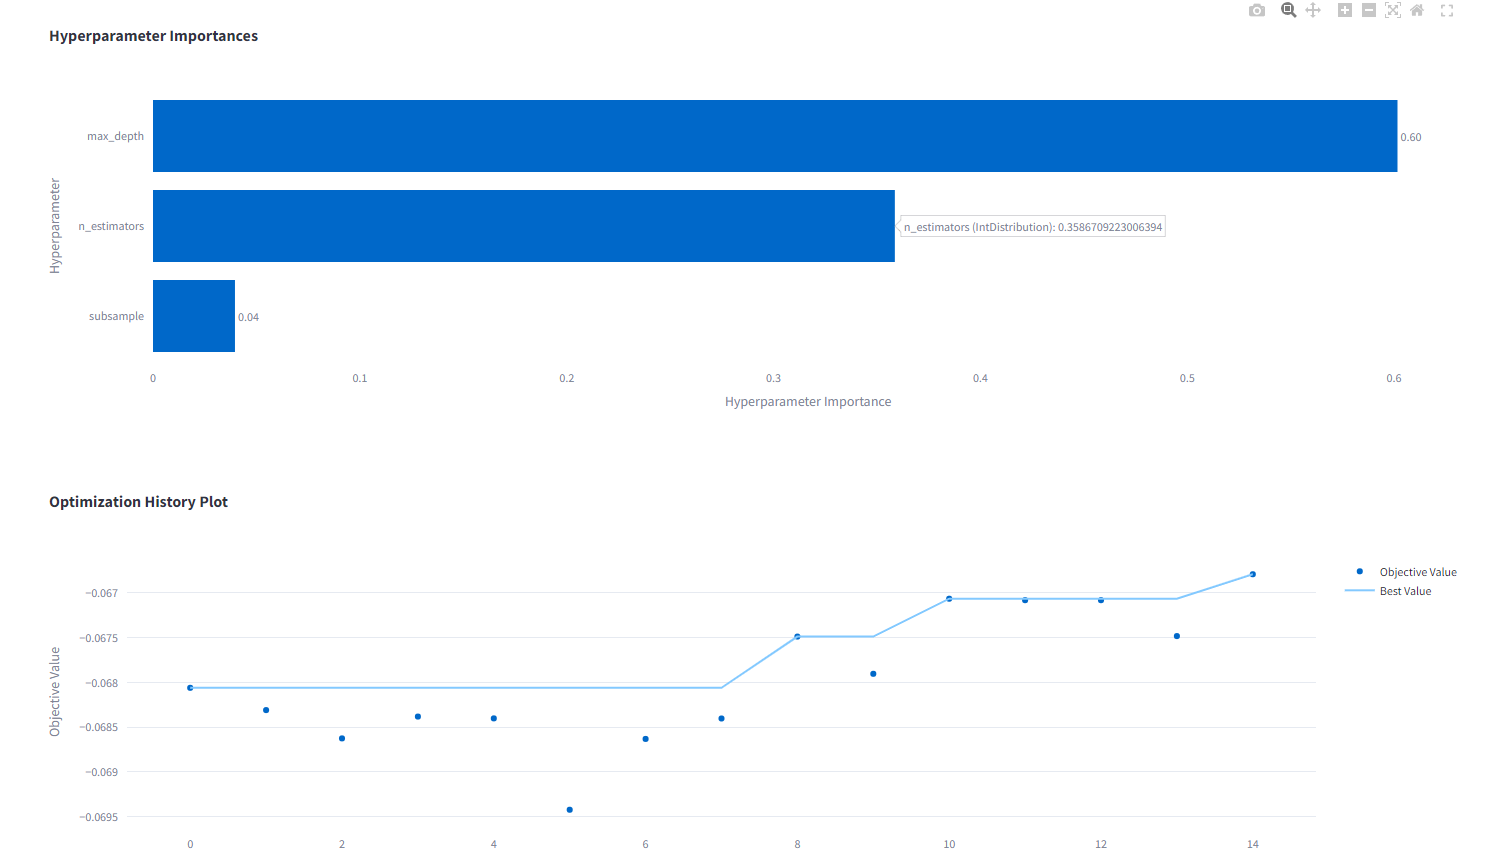 Hyperparameter Importances
Hyperparameter
max_depth
0.60
n_estimators
n_estimators (IntDistribution): 0.3586709223006394
subsample
0.04
0 0.1 0.2 0.3 0.4 0.5 0.6
Hyperparameter Importance
Optimization History Plot
Objective Value
Best Value
Objective Value
−0.067
−0.0675
−0.068
−0.0685
−0.069
−0.0695
0 2 4 6 8 10 12 14